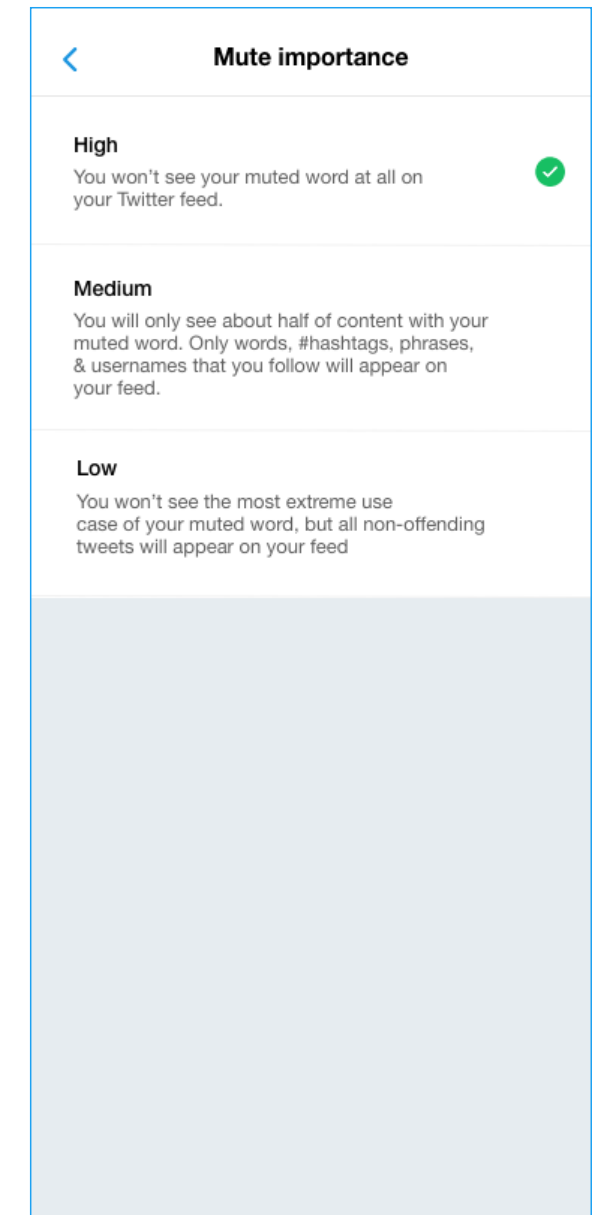 Mute importance
High
You won’t see your muted word at all on
your Twitter feed.
Medium
You will only see about half of content with your
muted word. Only words, #hashtags, phrases,
& usernames that you follow will appear on
your feed.
Low
You won’t see the most extreme use
case of your muted word, but all non-offending
tweets will appear on your feed